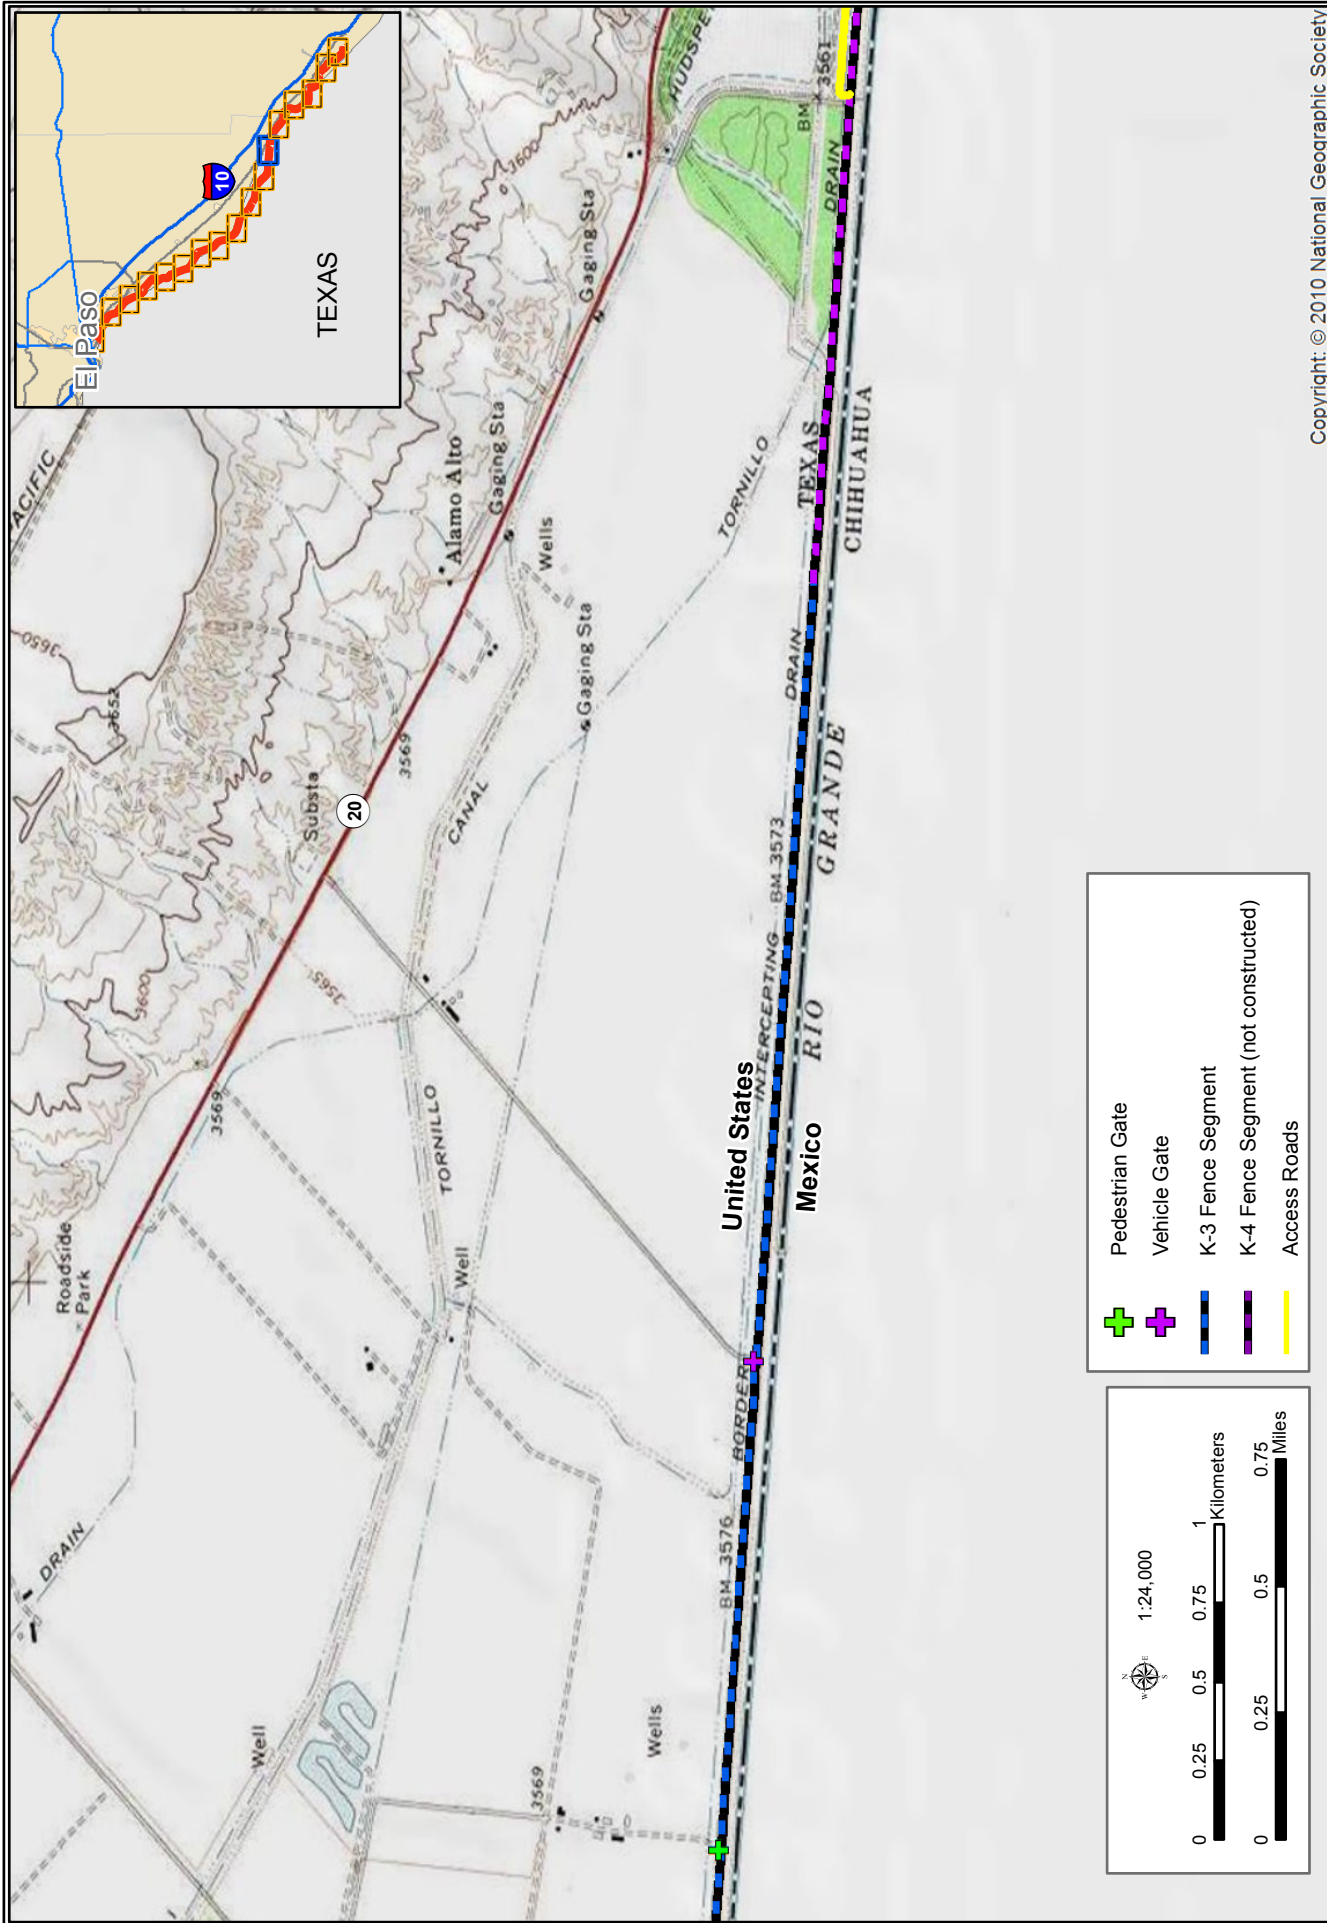 El Paso
10
TEXAS
PACIFIC
3650
3652
HUDSPE
3600
Gaging Sta
BM
3561
DRAIN
Alamo Alto
Gaging Sta
Wells
Gaging Sta
TORNILLO
TEXAS
CHIHUAHUA
Substa
20
3569
CANAL
DRAIN
BM 3573
INTERCEPTING
RIO GRANDE
3600
3565
3569
TORNILLO
Roadside
Park
Well
United States
Mexico
BORDER
BM 3576
DRAIN
Well
3569
Wells
1:24,000
N
W
E
S
0 0.25 0.5 0.75 1
Kilometers
0 0.25 0.5 0.75
Miles
Pedestrian Gate
Vehicle Gate
K-3 Fence Segment
K-4 Fence Segment (not constructed)
Access Roads
Copyright: © 2010 National Geographic Society